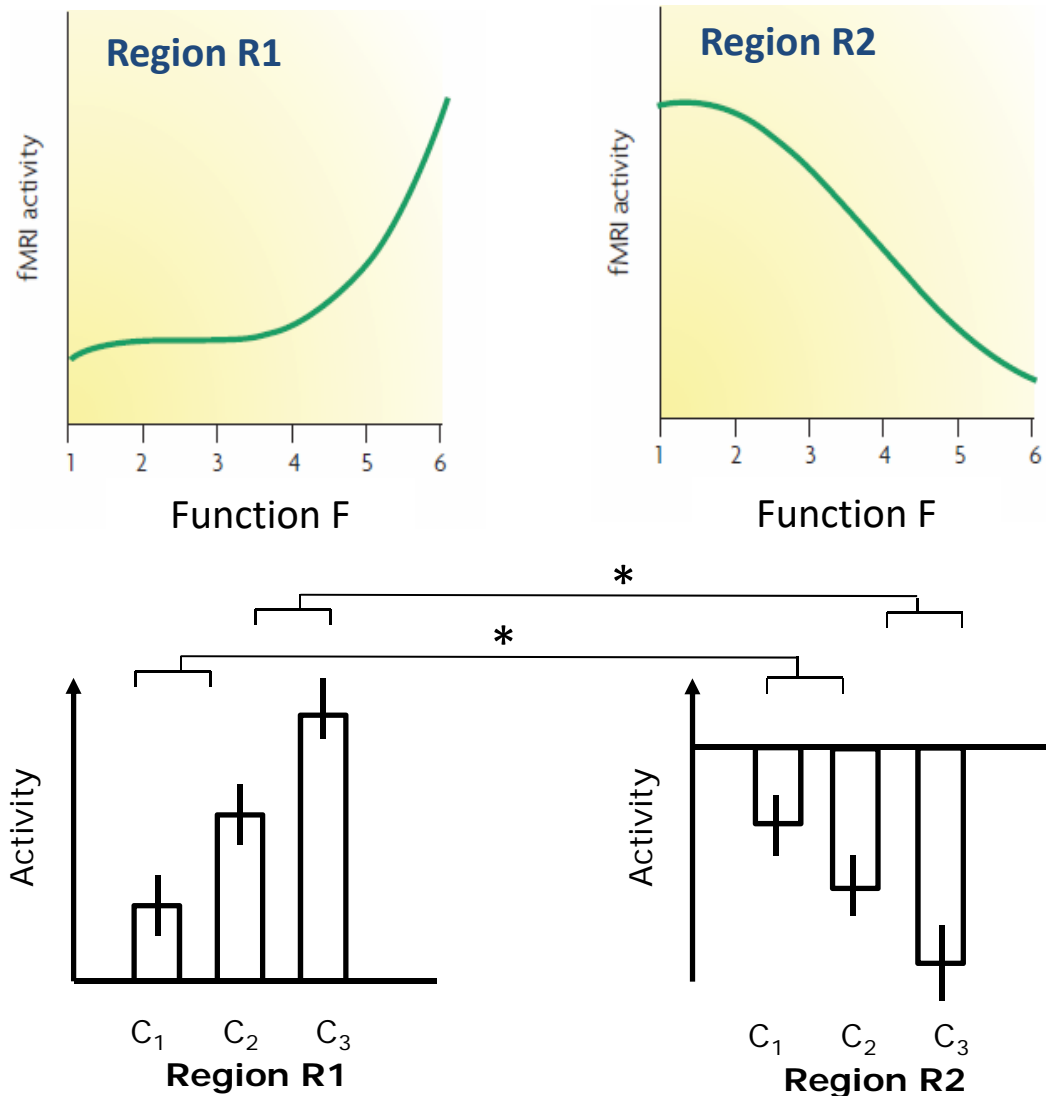 Region R1
fMRI activity
1 2 3 4 5 6
Function F
Region R2
fMRI activity
1 2 3 4 5 6
Function F
*
*
Activity
C₁ C₂ C₃
Region R1
Activity
C₁ C₂ C₃
Region R2